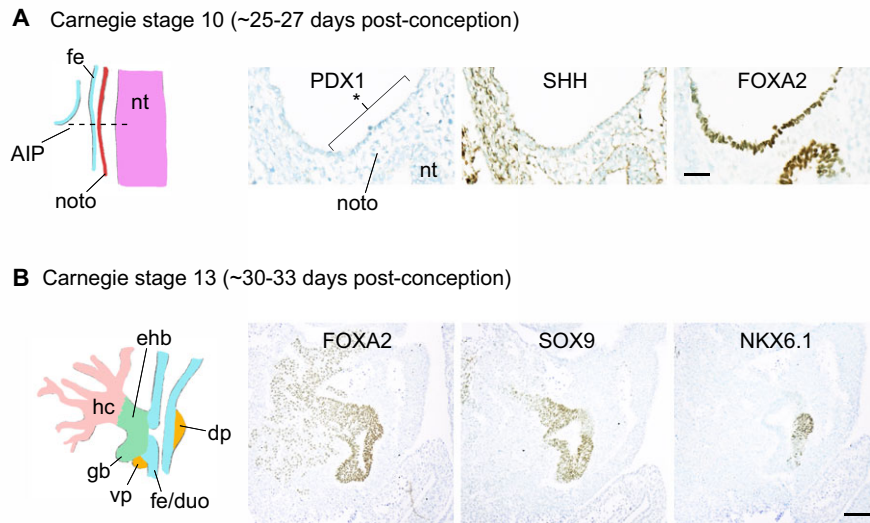 A Carnegie stage 10 (~25-27 days post-conception)
fe
nt
AIP
noto
PDX1
*
nt
noto
SHH
FOXA2
B Carnegie stage 13 (~30-33 days post-conception)
ehb
hc
dp
gb
vp
fe/duo
FOXA2
SOX9
NKX6.1